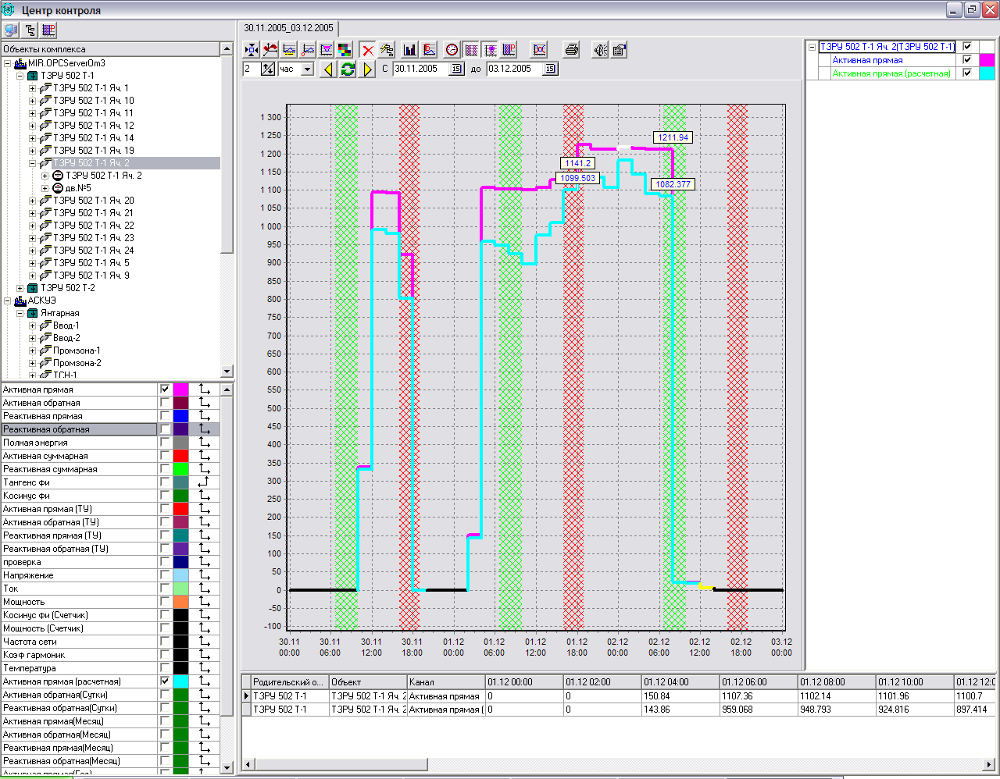 Центр контроля
30.11.2005_03.12.2005
Объекты комплекса
MIR.OPCServerOm3
ТЗРУ 502 Т-1
ТЗРУ 502 Т-1 Яч. 1
ТЗРУ 502 Т-1 Яч. 10
ТЗРУ 502 Т-1 Яч. 11
ТЗРУ 502 Т-1 Яч. 12
ТЗРУ 502 Т-1 Яч. 14
ТЗРУ 502 Т-1 Яч. 19
ТЗРУ 502 Т-1 Яч. 2
ТЗРУ 502 Т-1 Яч. 2
дв.№5
ТЗРУ 502 Т-1 Яч. 20
ТЗРУ 502 Т-1 Яч. 21
ТЗРУ 502 Т-1 Яч. 22
ТЗРУ 502 Т-1 Яч. 23
ТЗРУ 502 Т-1 Яч. 24
ТЗРУ 502 Т-1 Яч. 5
ТЗРУ 502 Т-1 Яч. 9
ТЗРУ 502 Т-2
АСКУЭ
Янтарная
Ввод-1
Ввод-2
Промзона-1
Промзона-2
ТСН-1
Активная прямая
Активная обратная
Реактивная прямая
Реактивная обратная
Полная энергия
Активная суммарная
Реактивная суммарная
Тангенс фи
Косинус фи
Активная прямая (ТУ)
Активная обратная (ТУ)
Реактивная прямая (ТУ)
Реактивная обратная (ТУ)
проверка
Напряжение
Ток
Мощность
Косинус фи (Счетчик)
Мощность (Счетчик)
Частота сети
Коэф гармоник
Температура
Активная прямая (расчетная)
Активная обратная(Сутки)
Реактивная обратная(Сутки)
Активная прямая(Месяц)
Активная обратная(Месяц)
Реактивная прямая(Месяц)
Реактивная обратная(Месяц)
Активная прямая(Год)
2 час С 30.11.2005 15 до 03.12.2005 15
1 300
1 250
1 200
1 150
1 100
1 050
1 000
950
900
850
800
750
700
650
600
550
500
450
400
350
300
250
200
150
100
50
0
-50
-100
1211.94
1141.2
1099.503
1082.377
30.11 30.11 30.11 30.11 01.12 01.12 01.12 01.12 02.12 02.12 02.12 02.12 03.12
00:00 06:00 12:00 18:00 00:00 06:00 12:00 18:00 00:00 06:00 12:00 18:00 00:00
ТЗРУ 502 Т-1 Яч. 2(ТЗРУ 502 Т-1)
Активная прямая
Активная прямая (расчетная)
Родительский о... Объект Канал 01.12 00:00 01.12 02:00 01.12 04:00 01.12 06:00 01.12 08:00 01.12 10:00 01.12 12:0
ТЗРУ 502 Т-1 ТЗРУ 502 Т-1 Яч. 2 Активная прямая 0 0 150.84 1107.36 1102.14 1101.96 1100.7
ТЗРУ 502 Т-1 ТЗРУ 502 Т-1 Яч. 2 Активная прямая ( 0 0 143.86 959.068 948.793 924.816 897.414